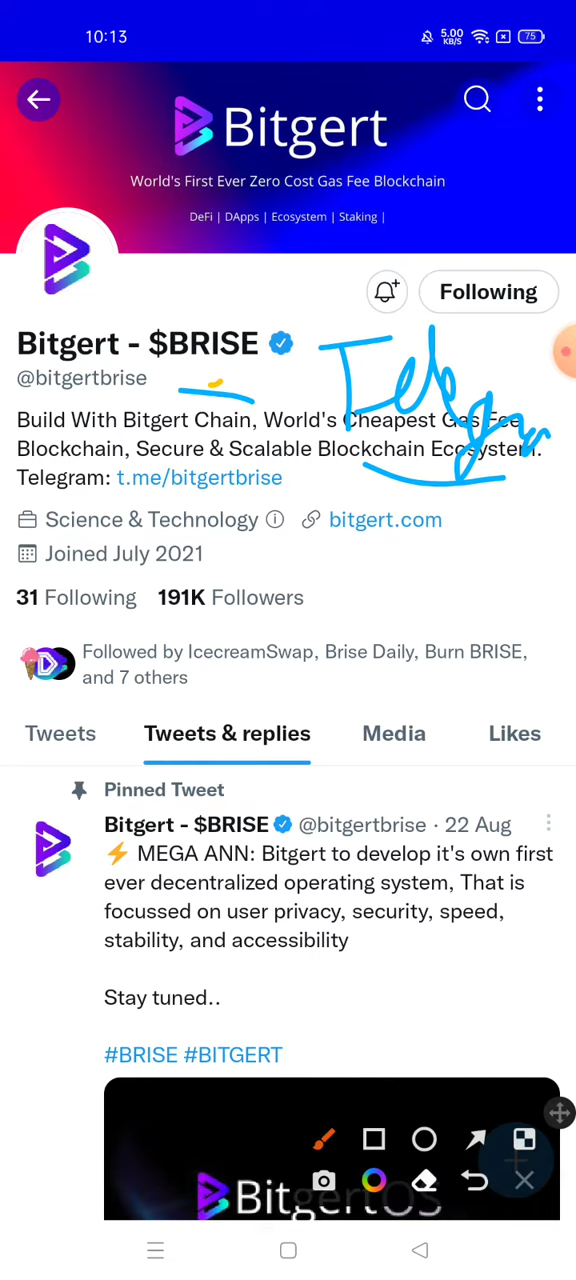 10:13
5.00
KB/S
75
Bitgert
World's First Ever Zero Cost Gas Fee Blockchain
DeFi | DApps | Ecosystem | Staking |
Following
Bitgert - $BRISE
@bitgertbrise
Build With Bitgert Chain, World's Cheapest Gas Fee
Blockchain, Secure & Scalable Blockchain Ecosystem.
Telegram: t.me/bitgertbrise
Science & Technology
bitgert.com
Joined July 2021
31 Following 191K Followers
Followed by IcecreamSwap, Brise Daily, Burn BRISE,
and 7 others
Tweets Tweets & replies Media Likes
Pinned Tweet
Bitgert - $BRISE @bitgertbrise · 22 Aug
⚡ MEGA ANN: Bitgert to develop it's own first
ever decentralized operating system, That is
focussed on user privacy, security, speed,
stability, and accessibility
Stay tuned..
#BRISE #BITGERT
BitgertOS